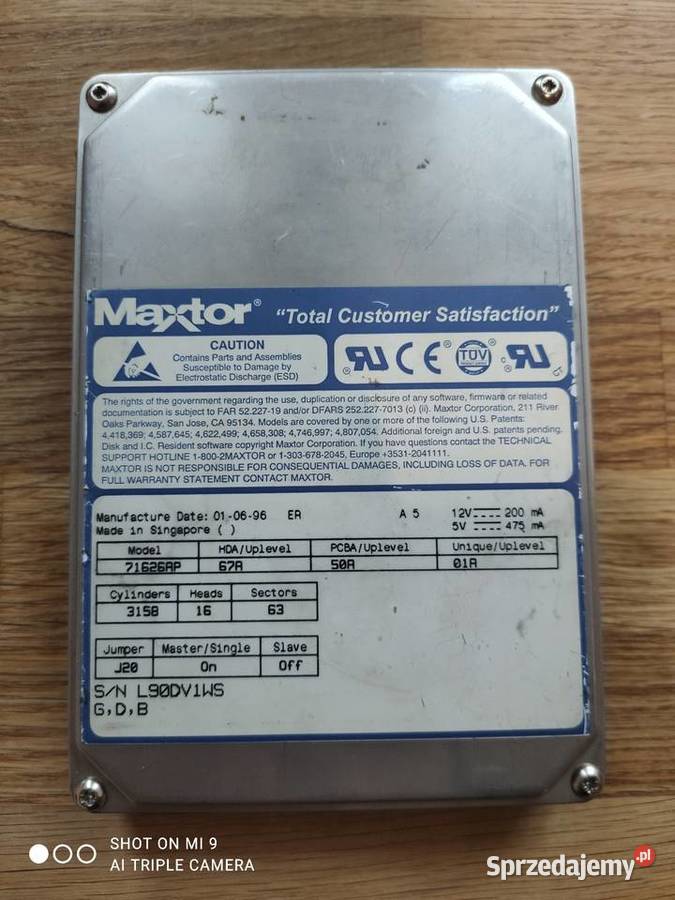 Maxtor® "Total Customer Satisfaction"
CAUTION
Contains Parts and Assemblies
Susceptible to Damage by
Electrostatic Discharge (ESD)
CE TÜV
The rights of the government regarding the use, duplication or disclosure of any software, firmware or related
documentation is subject to FAR 52.227-19 and/or DFARS 252.227-7013 (c) (ii). Maxtor Corporation, 211 River
Oaks Parkway, San Jose, CA 95134. Models are covered by one or more of the following U.S. Patents:
4,418,369; 4,587,645; 4,622,499; 4,658,308; 4,746,997; 4,807,054. Additional foreign and U.S. patents pending.
Disk and I.C. Resident software copyright Maxtor Corporation. If you have questions contact the TECHNICAL
SUPPORT HOTLINE 1-800-2MAXTOR or 1-303-678-2045, Europe +3531-2041111.
MAXTOR IS NOT RESPONSIBLE FOR CONSEQUENTIAL DAMAGES, INCLUDING LOSS OF DATA. FOR
FULL WARRANTY STATEMENT CONTACT MAXTOR.
Manufacture Date: 01-06-96 ER A 5 12V 200 mA
Made in Singapore ( ) 5V 475 mA
Model HDA/Uplevel PCBA/Uplevel Unique/Uplevel
71626AP 67A 50A 01A
Cylinders Heads Sectors
3158 16 63
Jumper Master/Single Slave
J20 On Off
S/N L90DV1WS
G,D,B
SHOT ON MI 9
AI TRIPLE CAMERA
Sprzedajemy.pl